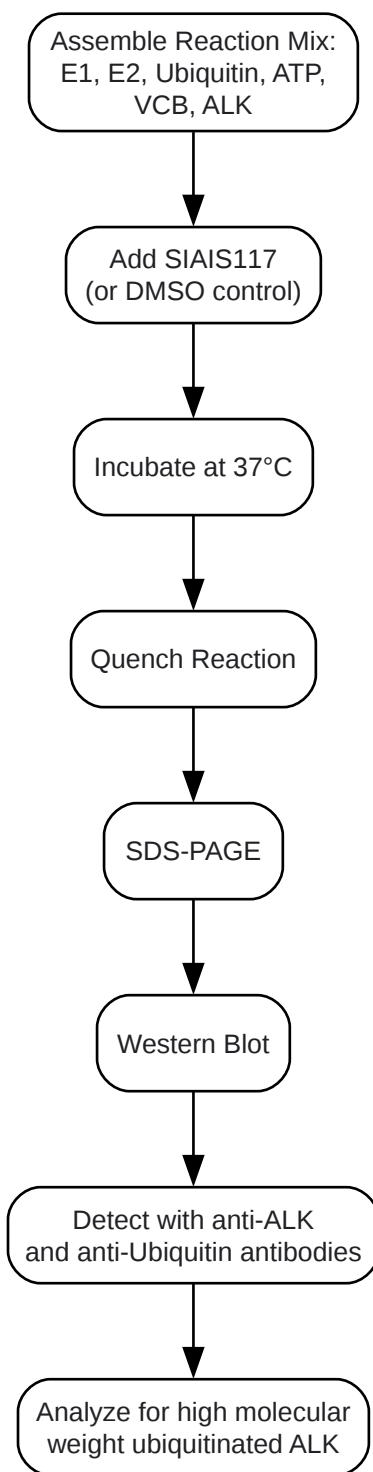 Assemble Reaction Mix:
E1, E2, Ubiquitin, ATP,
VCB, ALK
Add SIAIS117
(or DMSO control)
Incubate at 37°C
Quench Reaction
SDS-PAGE
Western Blot
Detect with anti-ALK
and anti-Ubiquitin antibodies
Analyze for high molecular
weight ubiquitinated ALK